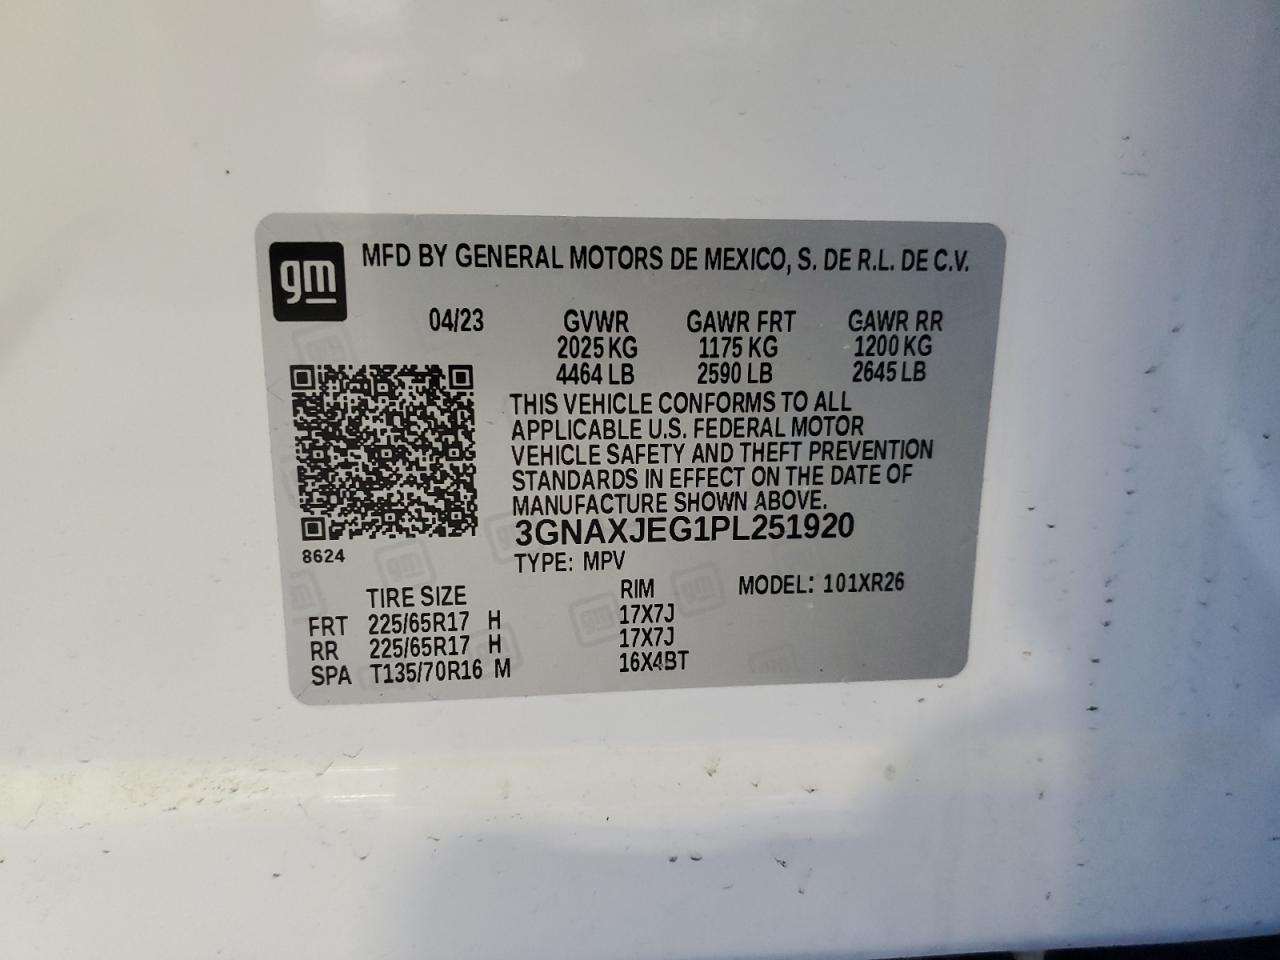 gm
MFD BY GENERAL MOTORS DE MEXICO, S. DE R.L. DE C.V.
04/23 GVWR GAWR FRT GAWR RR
2025 KG 1175 KG 1200 KG
4464 LB 2590 LB 2645 LB
THIS VEHICLE CONFORMS TO ALL
APPLICABLE U.S. FEDERAL MOTOR
VEHICLE SAFETY AND THEFT PREVENTION
STANDARDS IN EFFECT ON THE DATE OF
MANUFACTURE SHOWN ABOVE.
3GNAXJEG1PL251920
8624
TYPE: MPV
TIRE SIZE RIM MODEL: 101XR26
FRT 225/65R17 H 17X7J
RR 225/65R17 H 17X7J
SPA T135/70R16 M 16X4BT